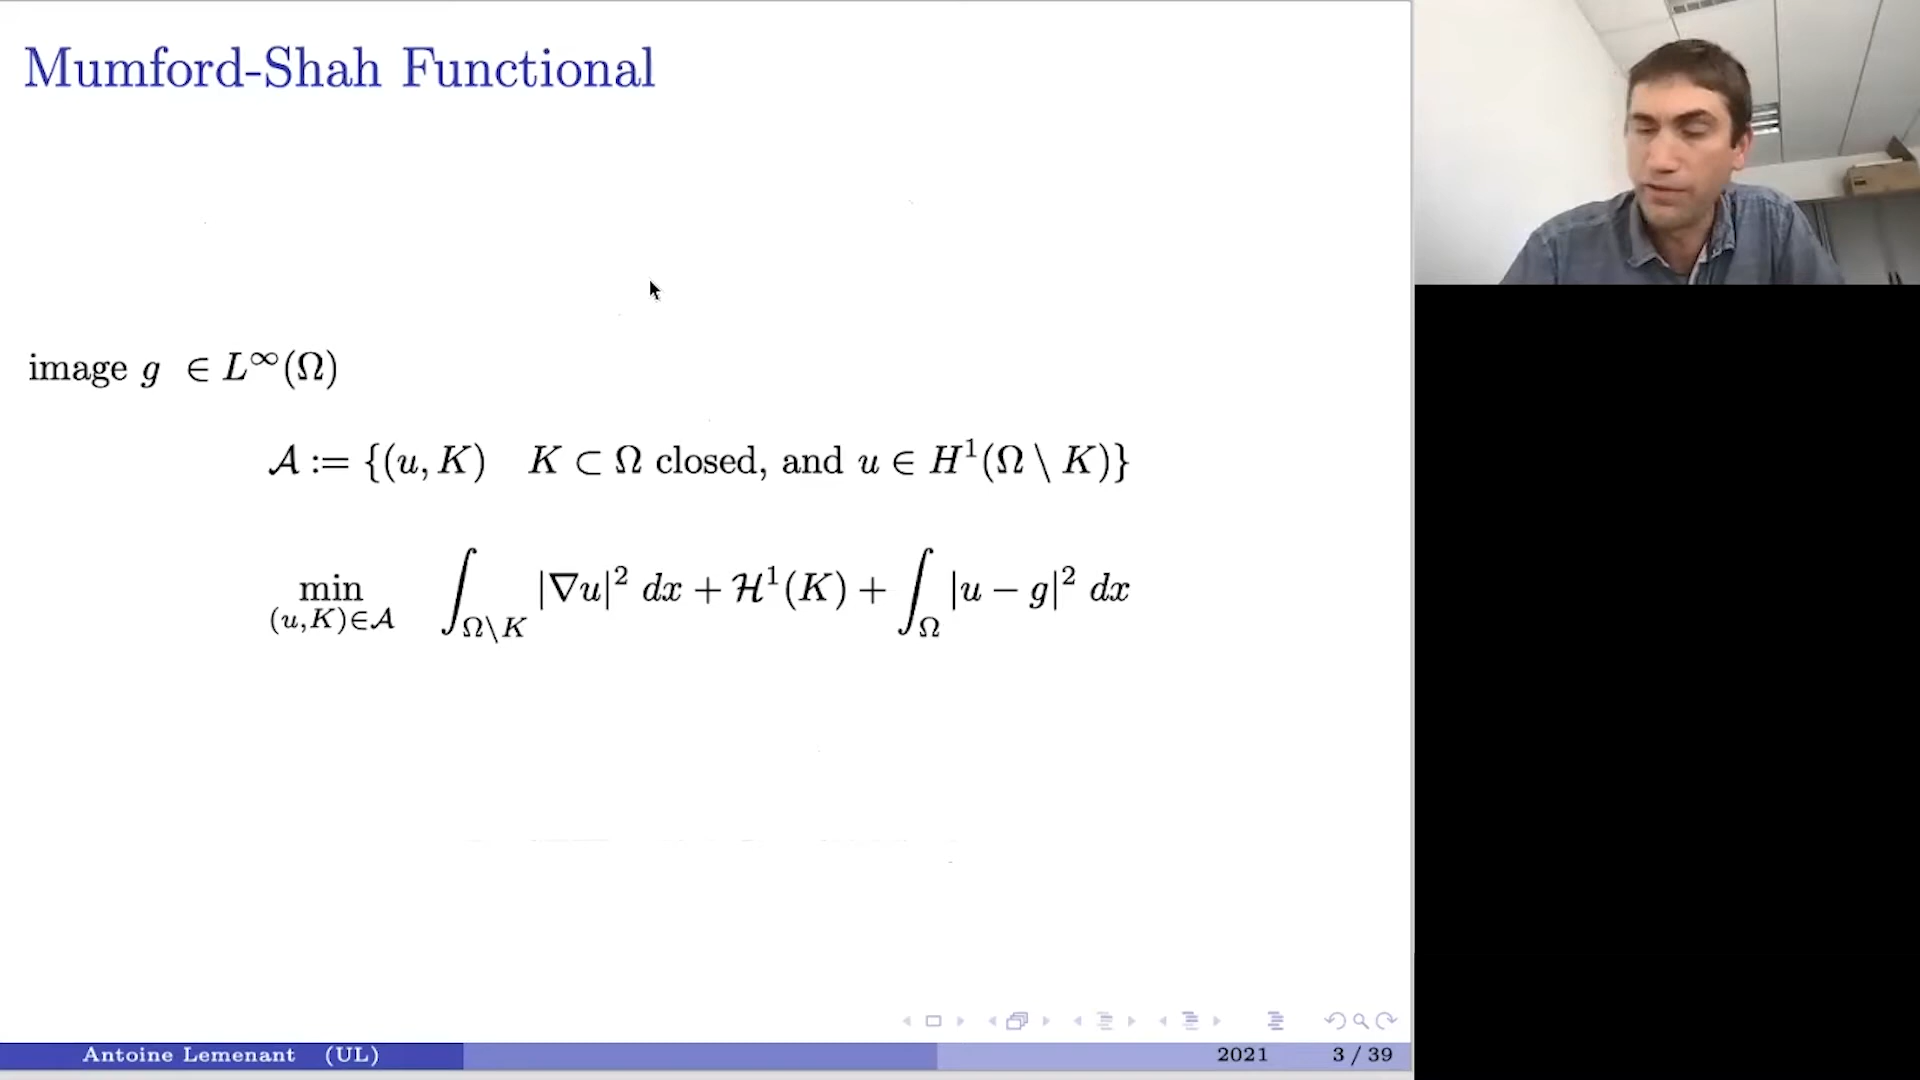 Mumford-Shah Functional
image g ∈ L^∞(Ω)
𝒜 := {(u, K)   K ⊂ Ω closed, and u ∈ H^1(Ω \ K)}
min_{(u,K)∈𝒜} ∫_{Ω\K} |∇u|^2 dx + ℋ^1(K) + ∫_Ω |u − g|^2 dx
Antoine Lemenant (UL) 2021 3 / 39